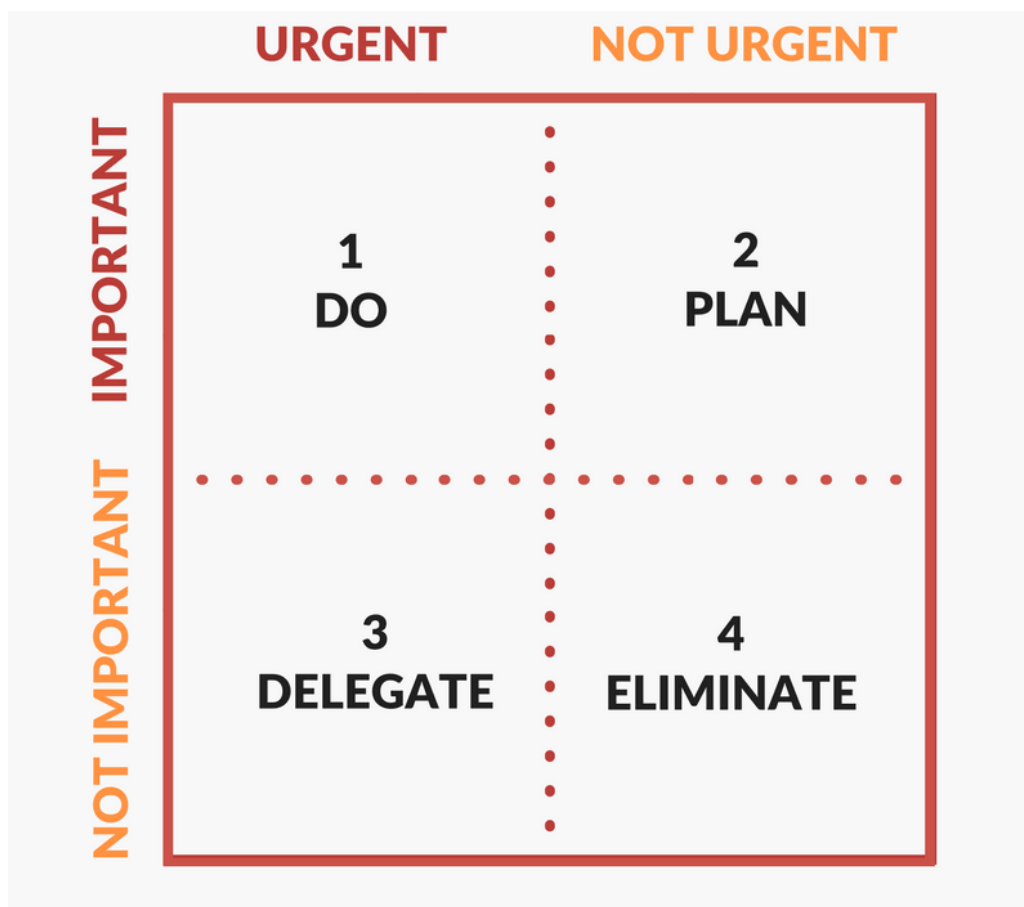 URGENT
NOT URGENT
IMPORTANT
1
DO
2
PLAN
NOT IMPORTANT
3
DELEGATE
4
ELIMINATE